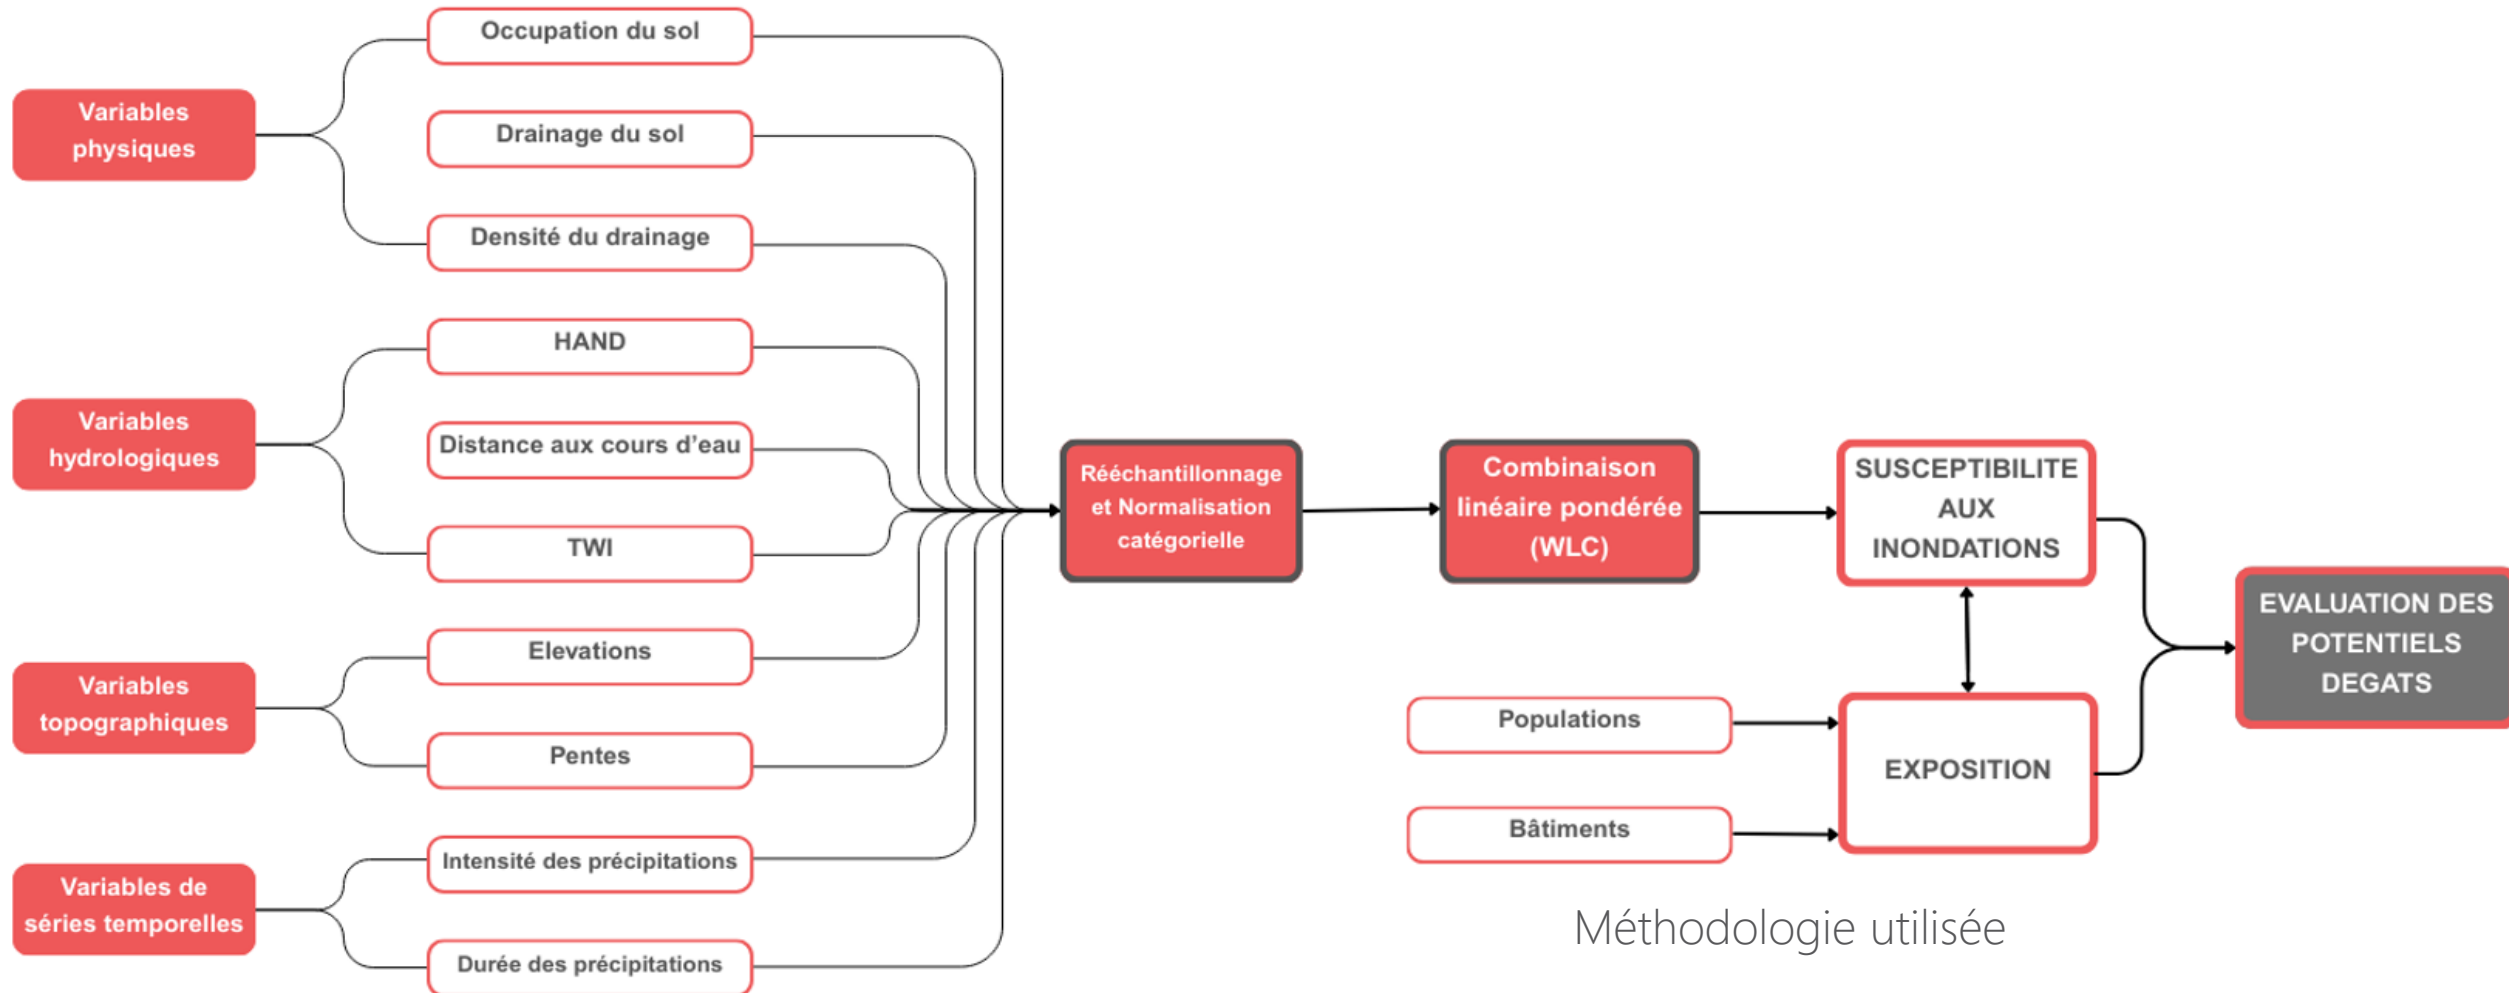 Variables
physiques
Occupation du sol
Drainage du sol
Densité du drainage
Variables
hydrologiques
HAND
Distance aux cours d’eau
TWI
Variables
topographiques
Elevations
Pentes
Variables de
séries temporelles
Intensité des précipitations
Durée des précipitations
Rééchantillonnage
et Normalisation
catégorielle
Combinaison
linéaire pondérée
(WLC)
SUSCEPTIBILITE
AUX
INONDATIONS
Populations
Bâtiments
EXPOSITION
EVALUATION DES
POTENTIELS
DEGATS
Méthodologie utilisée